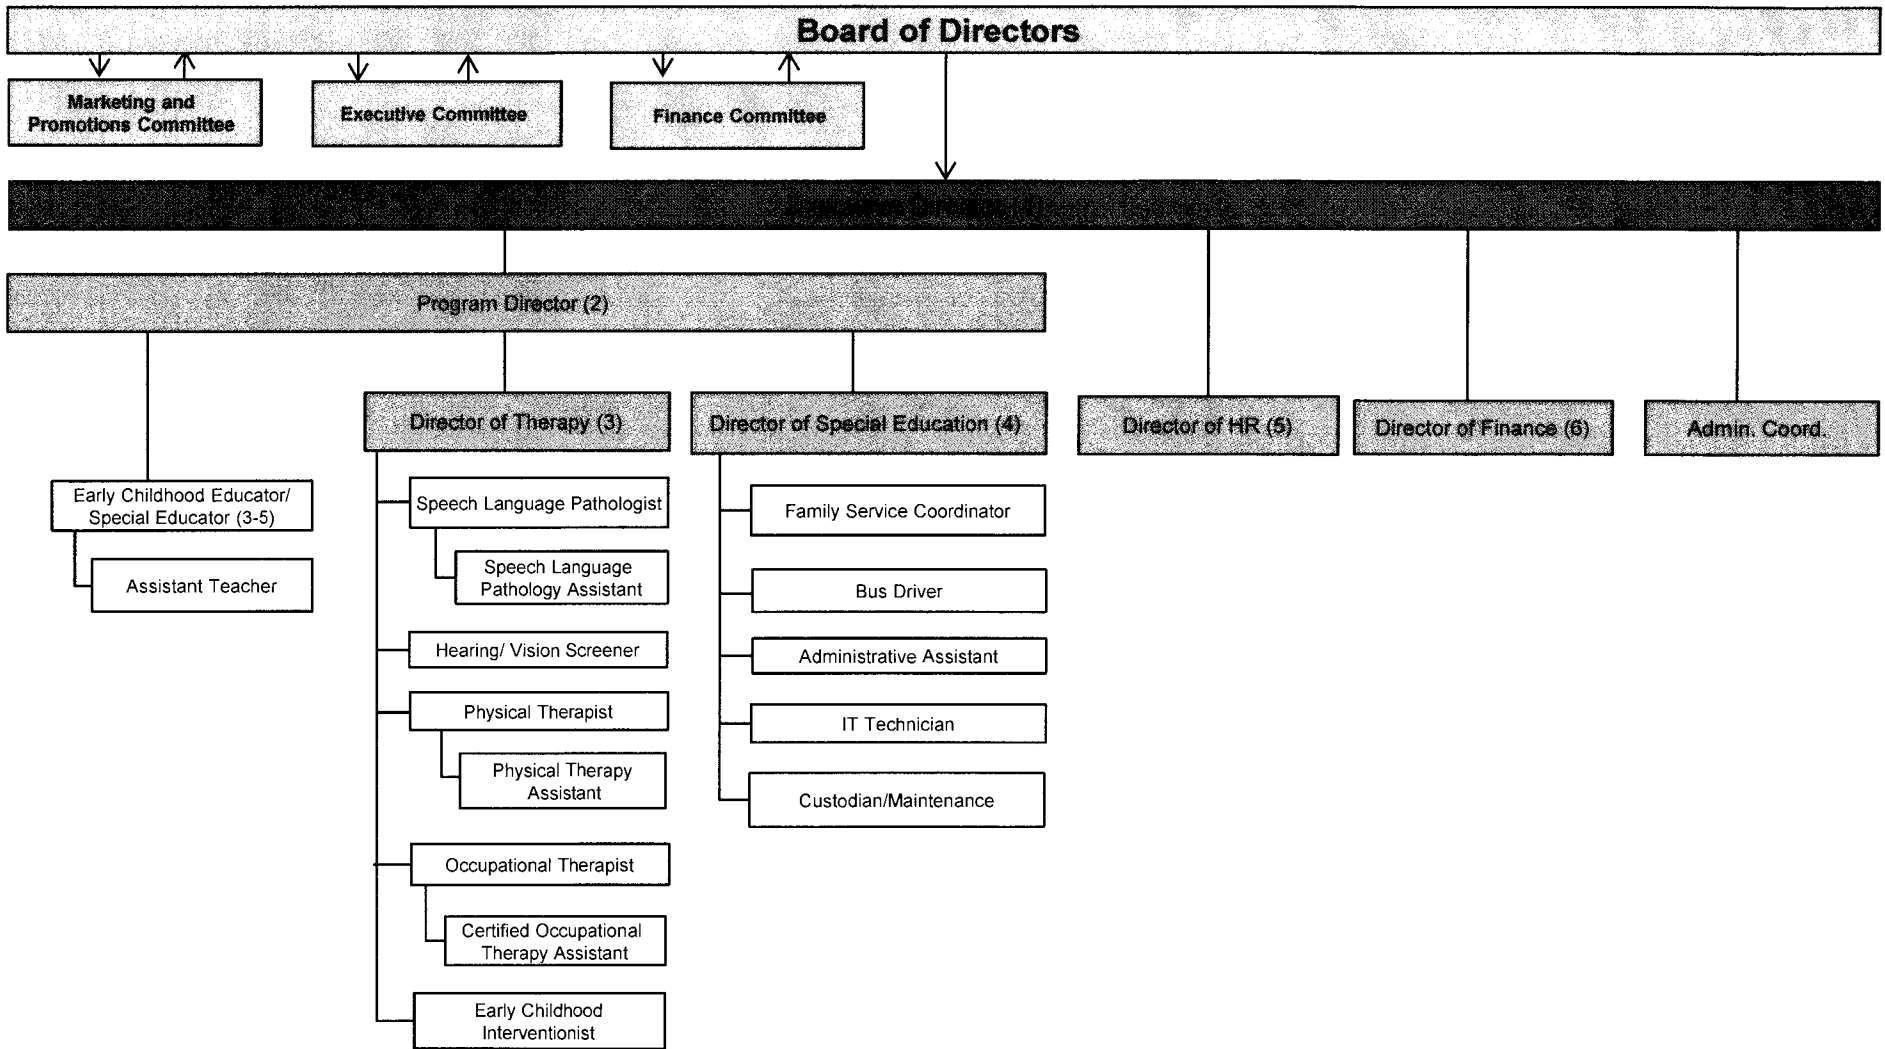 Board of Directors
Marketing and
Promotions Committee
Executive Committee
Finance Committee
Executive Director (1)
Program Director (2)
Director of Therapy (3)
Director of Special Education (4)
Director of HR (5)
Director of Finance (6)
Admin. Coord.
Early Childhood Educator/
Special Educator (3-5)
Assistant Teacher
Speech Language Pathologist
Speech Language
Pathology Assistant
Hearing/ Vision Screener
Physical Therapist
Physical Therapy
Assistant
Occupational Therapist
Certified Occupational
Therapy Assistant
Early Childhood
Interventionist
Family Service Coordinator
Bus Driver
Administrative Assistant
IT Technician
Custodian/Maintenance